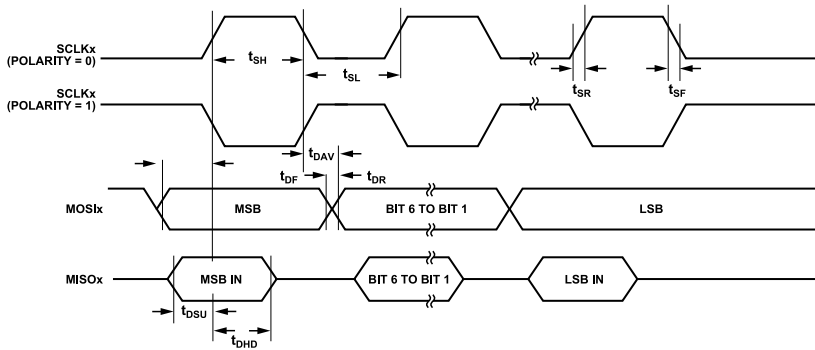 SCLKx
(POLARITY = 0)
tSH
tSL
tSR
tSF
SCLKx
(POLARITY = 1)
tDAV
tDF
tDR
MOSIx
MSB
BIT 6 TO BIT 1
LSB
MISOx
MSB IN
BIT 6 TO BIT 1
LSB IN
tDSU
tDHD